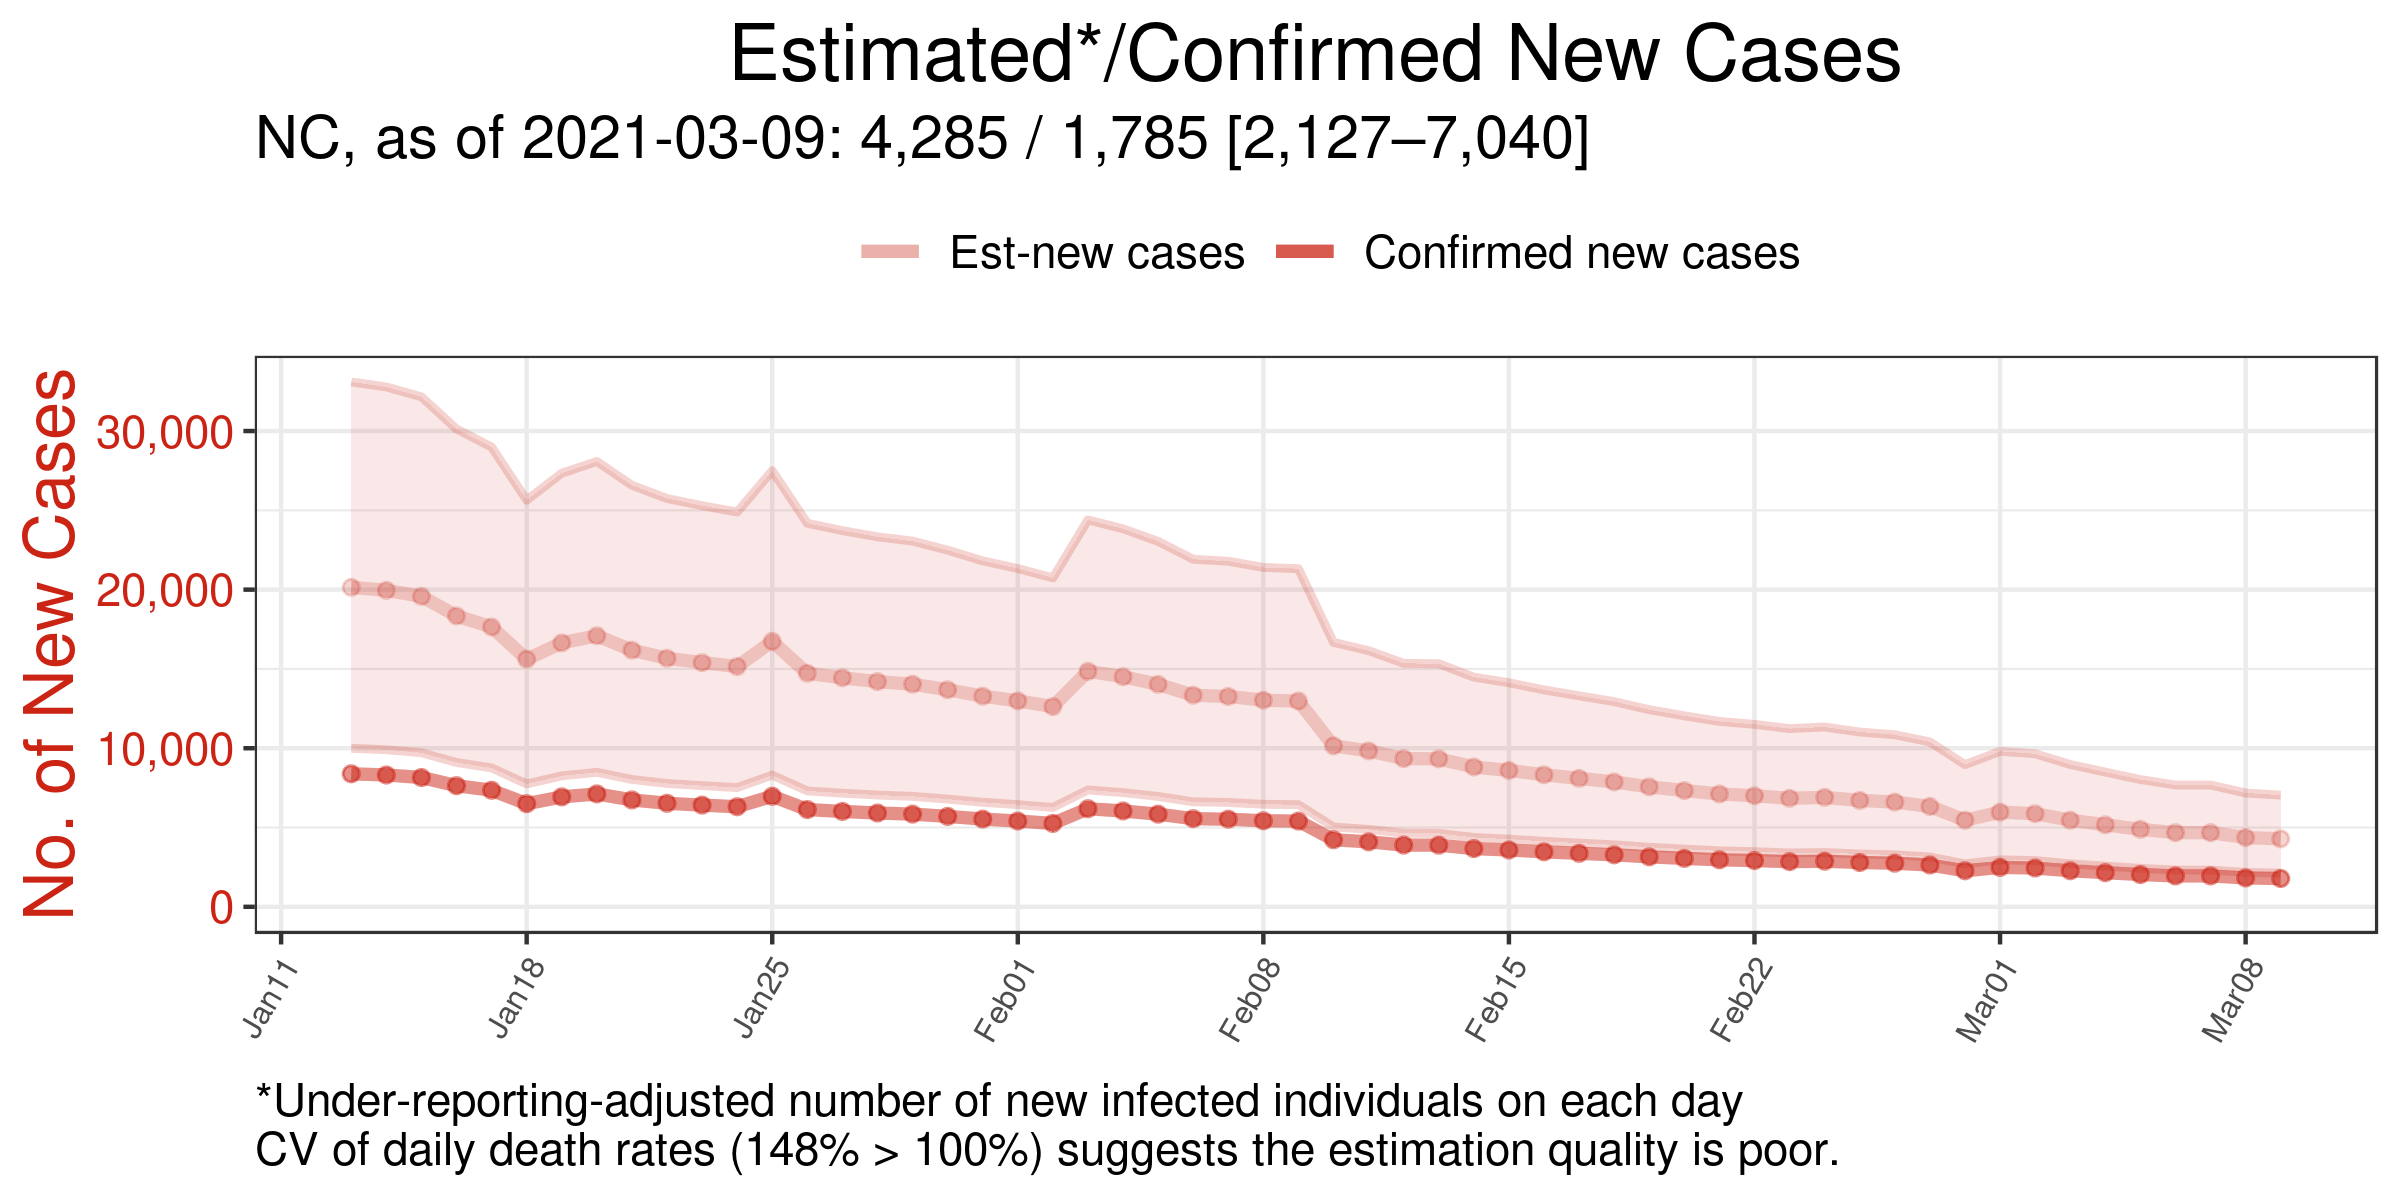 Estimated*/Confirmed New Cases
NC, as of 2021-03-09: 4,285 / 1,785 [2,127–7,040]
Est-new cases
Confirmed new cases
No. of New Cases
30,000
20,000
10,000
0
Jan11
Jan18
Jan25
Feb01
Feb08
Feb15
Feb22
Mar01
Mar08
*Under-reporting-adjusted number of new infected individuals on each day
CV of daily death rates (148% > 100%) suggests the estimation quality is poor.